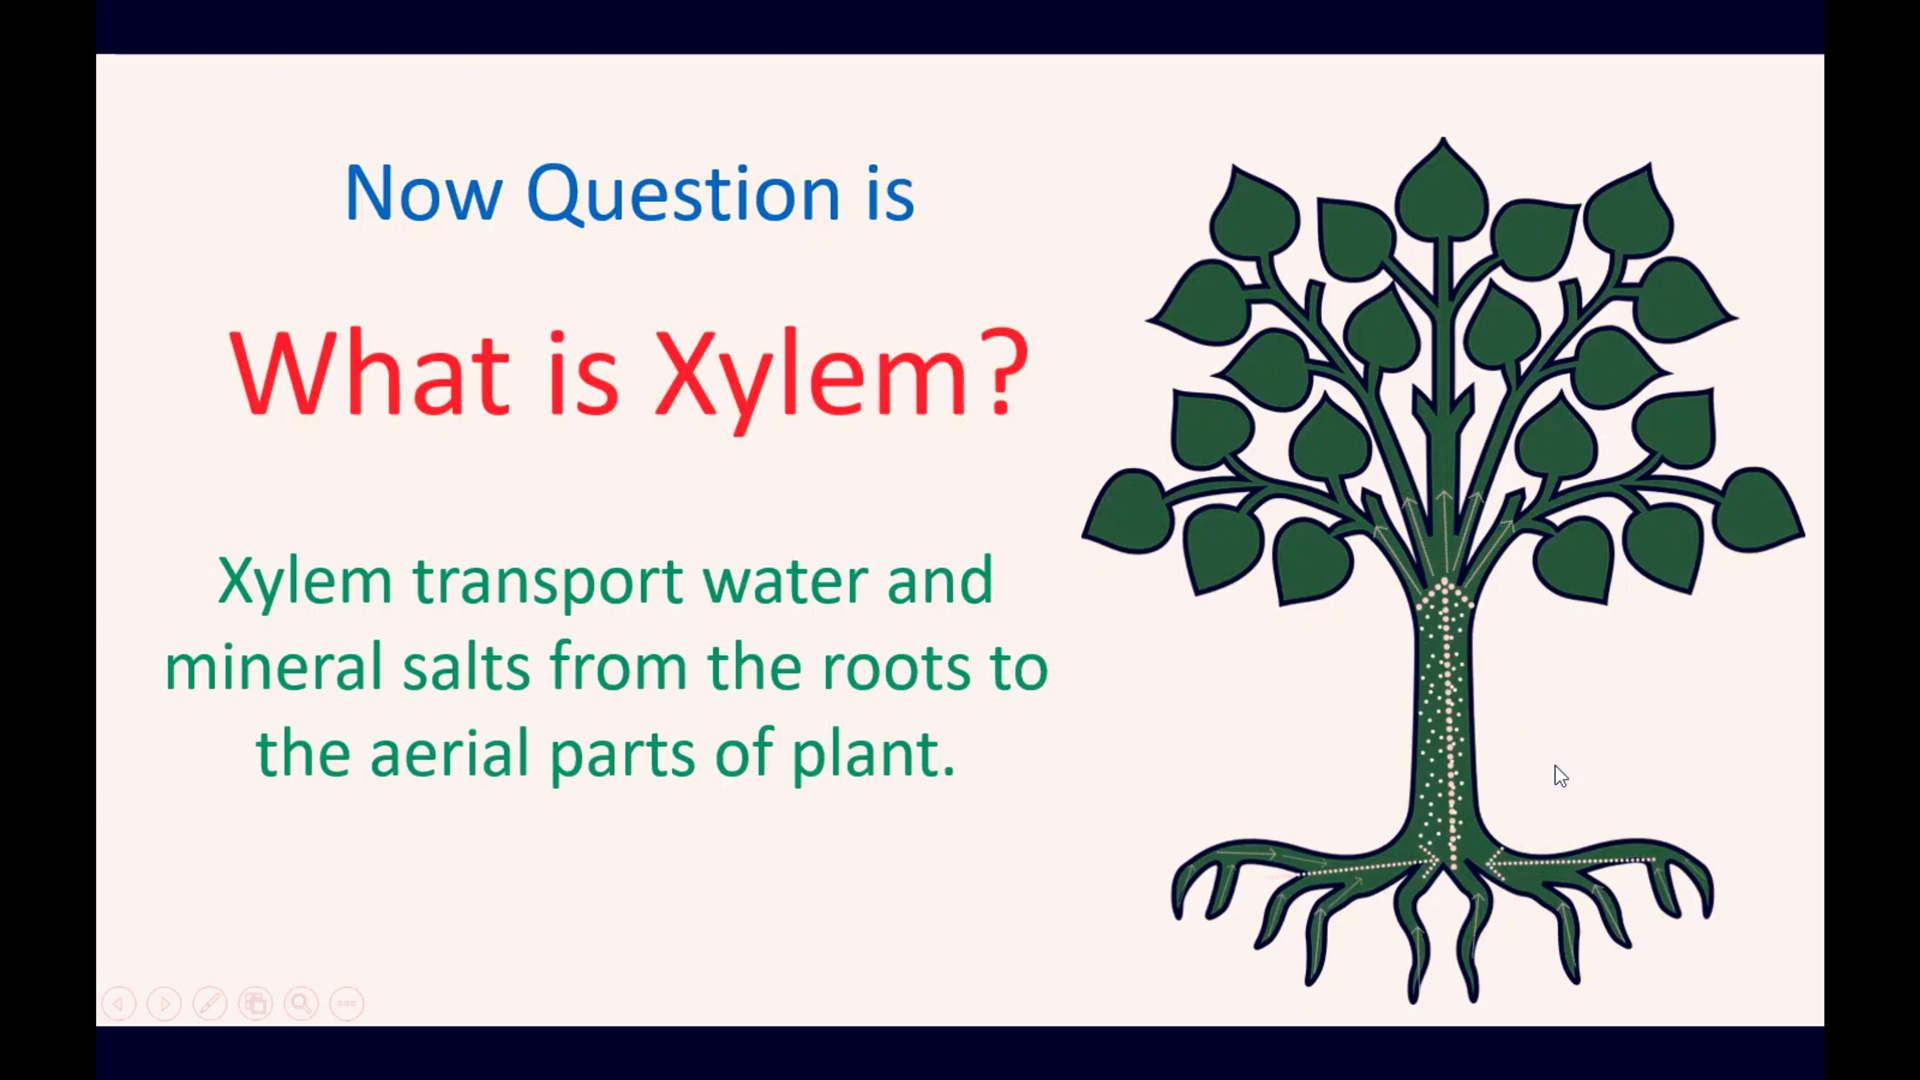 Now Question is
What is Xylem?
Xylem transport water and
mineral salts from the roots to
the aerial parts of plant.